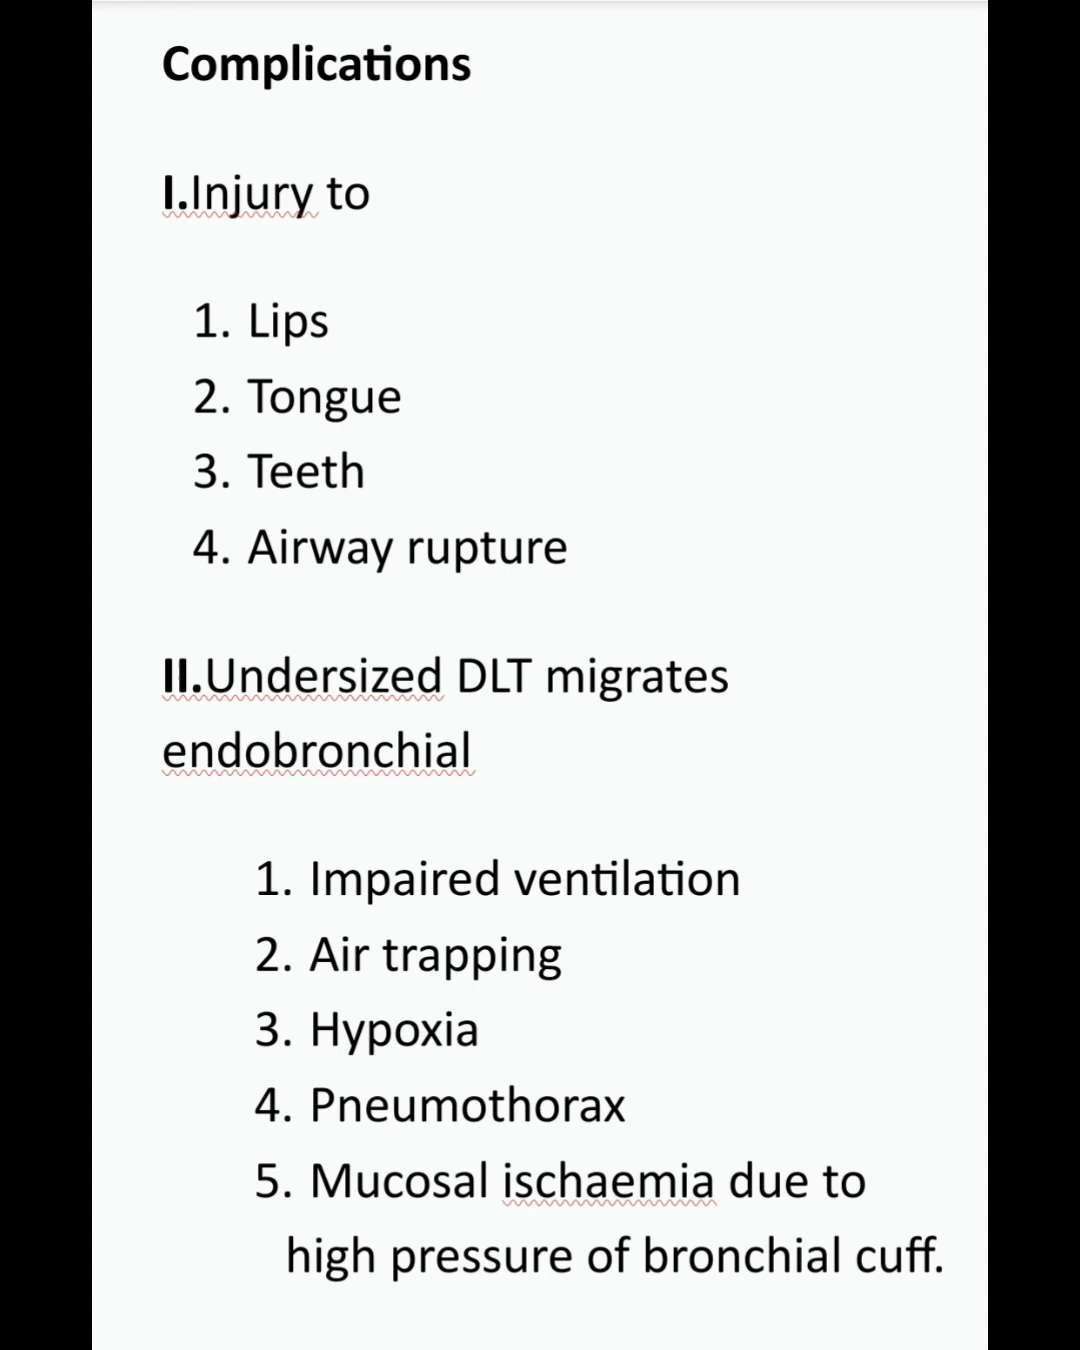 Complications
I.Injury to
1. Lips
2. Tongue
3. Teeth
4. Airway rupture
II.Undersized DLT migrates
endobronchial
1. Impaired ventilation
2. Air trapping
3. Hypoxia
4. Pneumothorax
5. Mucosal ischaemia due to
high pressure of bronchial cuff.